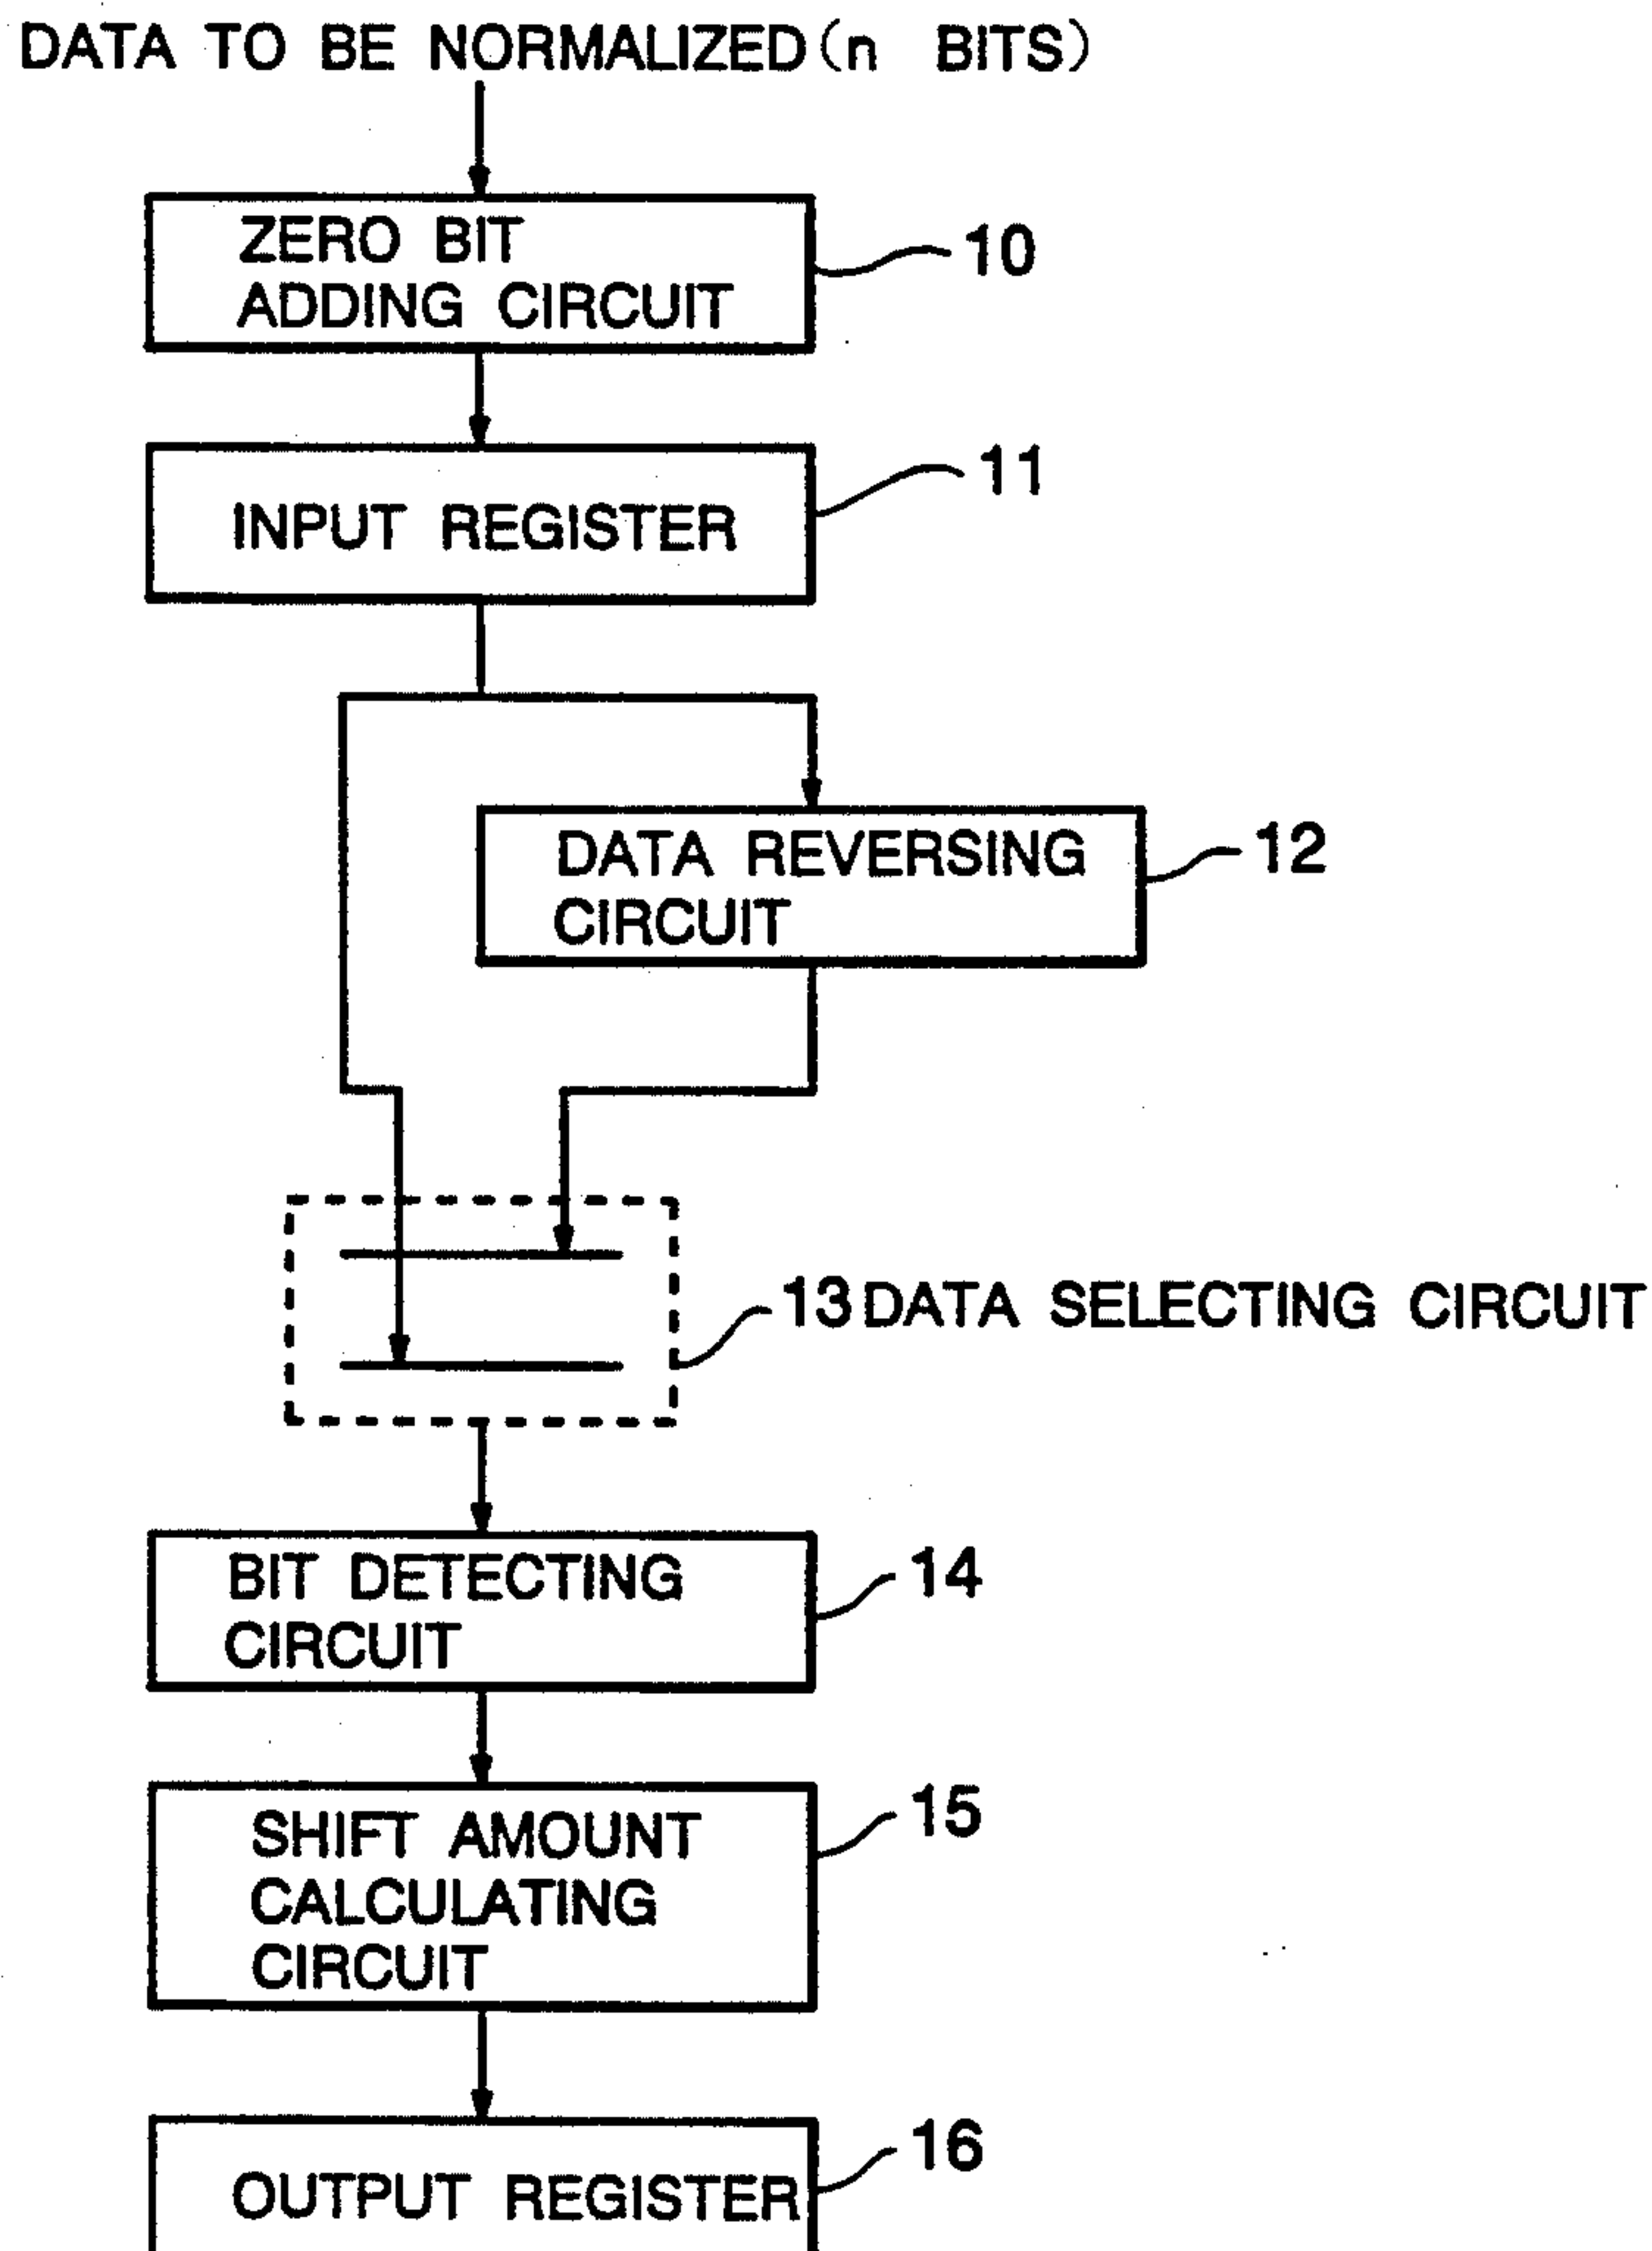 DATA TO BE NORMALIZED (n BITS)
ZERO BIT
ADDING CIRCUIT
10
INPUT REGISTER
11
DATA REVERSING
CIRCUIT
12
13 DATA SELECTING CIRCUIT
BIT DETECTING
CIRCUIT
14
SHIFT AMOUNT
CALCULATING
CIRCUIT
15
OUTPUT REGISTER
16